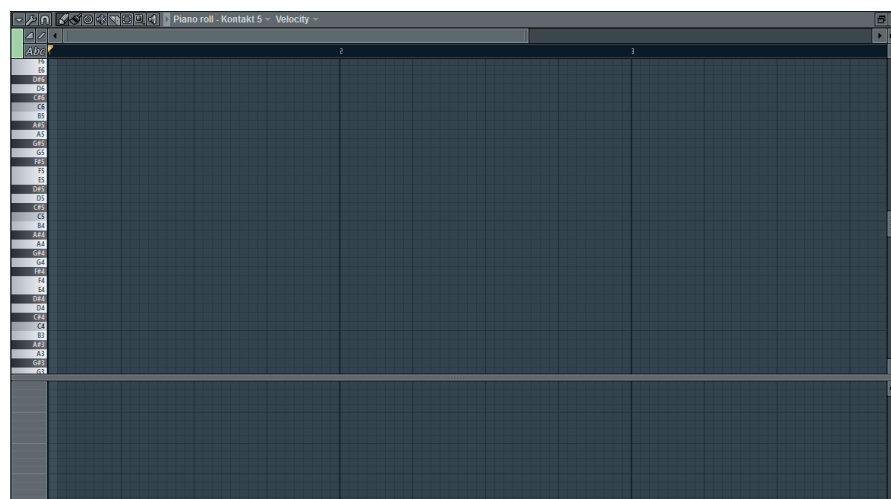 Piano roll - Kontakt 5 - Velocity
Abc
2
3
F6
E6
D#6
D6
C#6
C6
B5
A#5
A5
G#5
G5
F#5
F5
E5
D#5
D5
C#5
C5
B4
A#4
A4
G#4
G4
F#4
F4
E4
D#4
D4
C#4
C4
B3
A#3
A3
G#3
G3